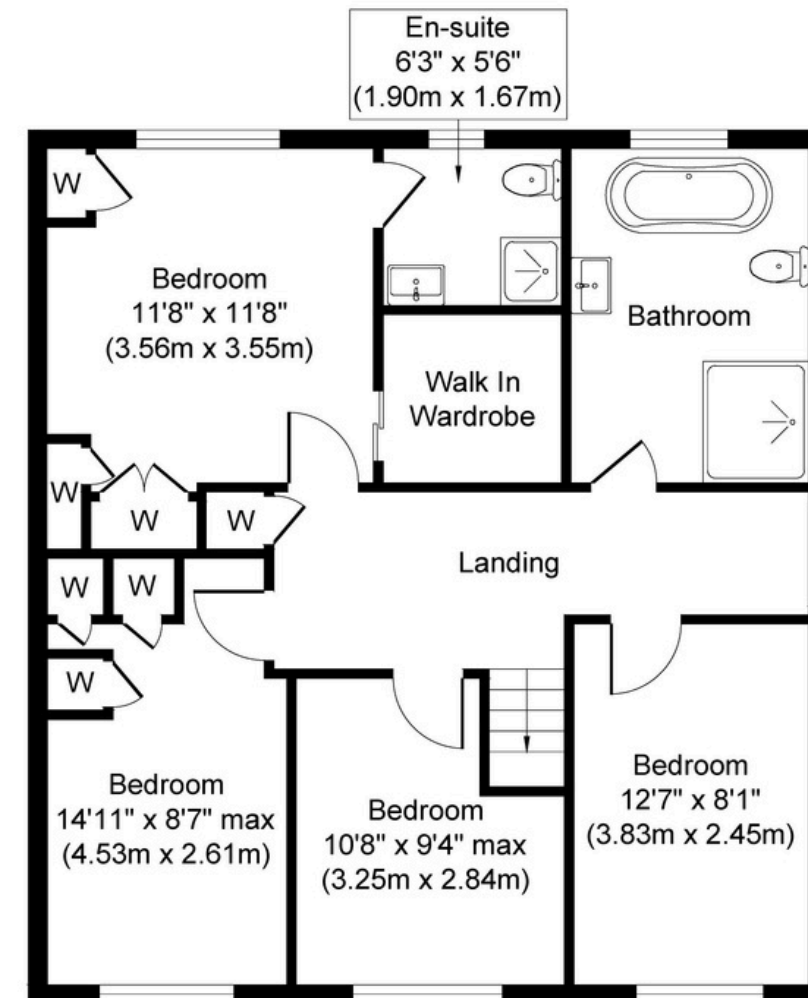 En-suite
6'3" x 5'6"
(1.90m x 1.67m)
W
Bedroom
11'8" x 11'8"
(3.56m x 3.55m)
Bathroom
Walk In
Wardrobe
W
W
W
Landing
W
W
W
Bedroom
14'11" x 8'7" max
(4.53m x 2.61m)
Bedroom
10'8" x 9'4" max
(3.25m x 2.84m)
Bedroom
12'7" x 8'1"
(3.83m x 2.45m)